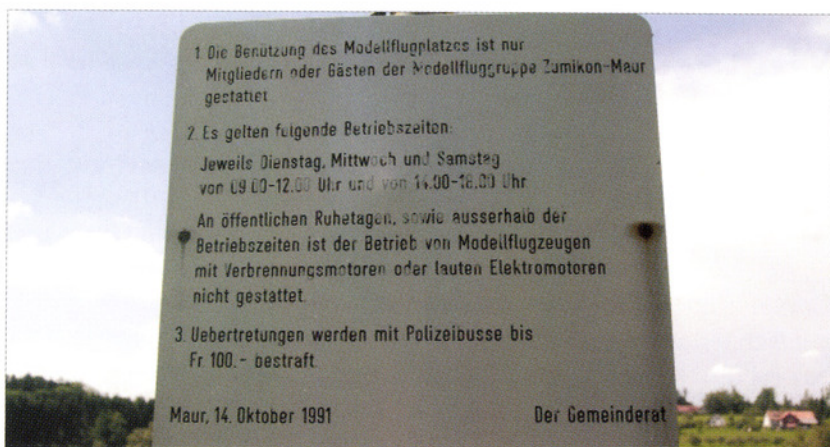 1. Die Benützung des Modellflugplatzes ist nur
Mitgliedern oder Gästen der Modellfluggruppe Zumikon-Maur
gestattet
2. Es gelten folgende Betriebszeiten:
Jeweils Dienstag, Mittwoch und Samstag
von 09.00-12.00 Uhr und von 14.00-18.00 Uhr
An öffentlichen Ruhetagen, sowie ausserhalb der
Betriebszeiten ist der Betrieb von Modellflugzeugen
mit Verbrennungsmotoren oder lauten Elektromotoren
nicht gestattet.
3. Uebertretungen werden mit Polizeibusse bis
Fr. 100.- bestraft
Maur, 14. Oktober 1991 Der Gemeinderat